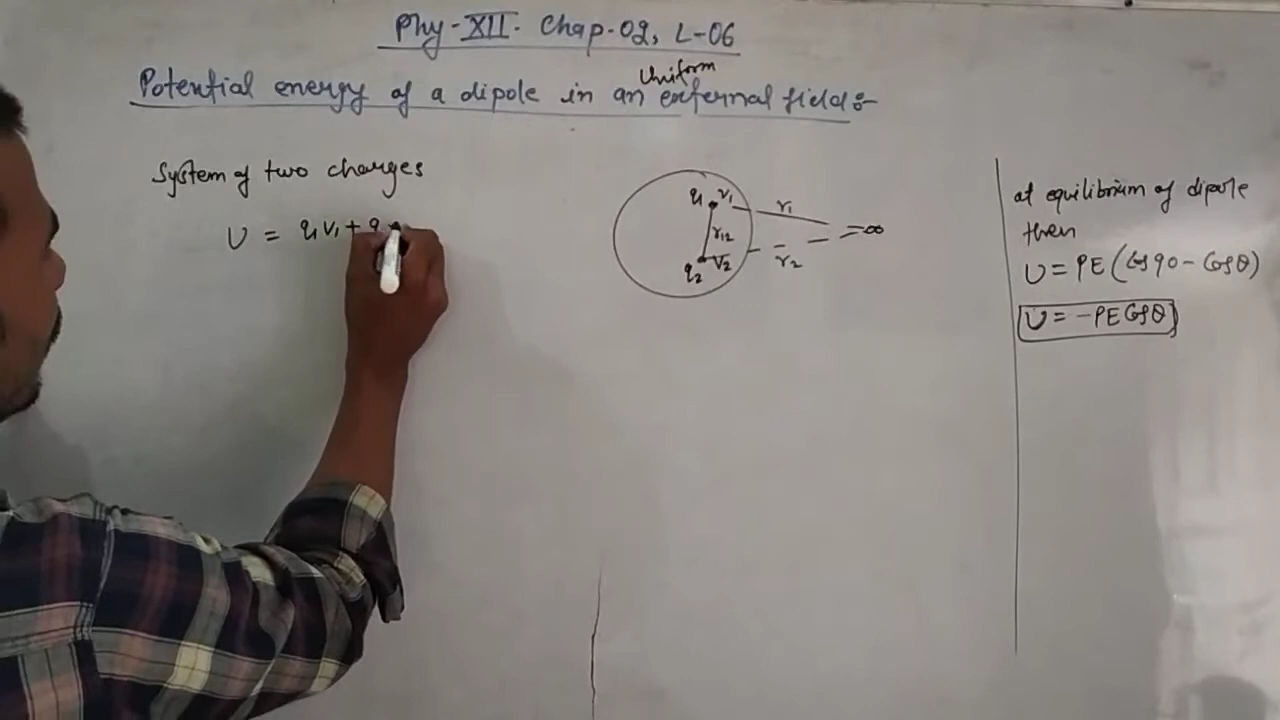 Phy-XII. Chap-02, L-06
Uniform
Potential energy of a dipole in an external field:-
System of two charges
U = q1V1 + q
q1 V1 r1
r12 = ∞
q2 V2 r2
at equilibrium of dipole
then
U = PE (Cos90 - Cosθ)
U = -PE Cosθ